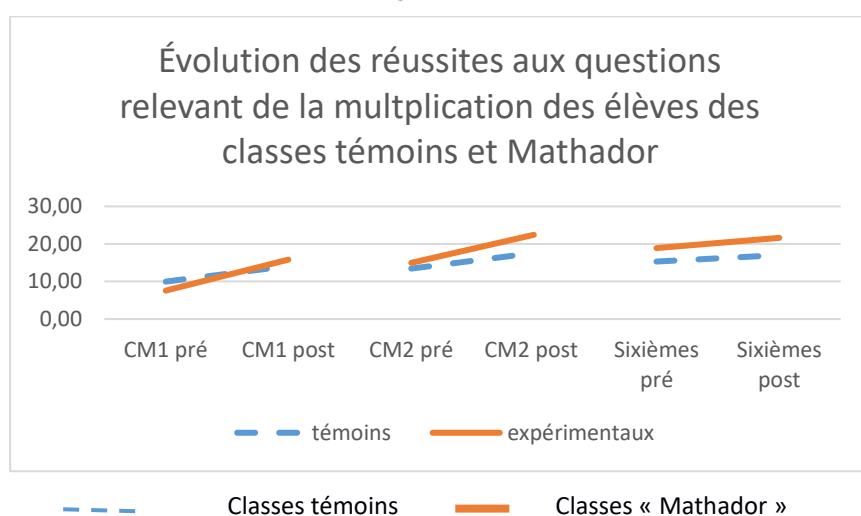 Évolution des réussites aux questions
relevant de la multplication des élèves des
classes témoins et Mathador
30,00
20,00
10,00
0,00
CM1 pré CM1 post CM2 pré CM2 post Sixièmes pré Sixièmes post
témoins expérimentaux
Classes témoins Classes « Mathador »